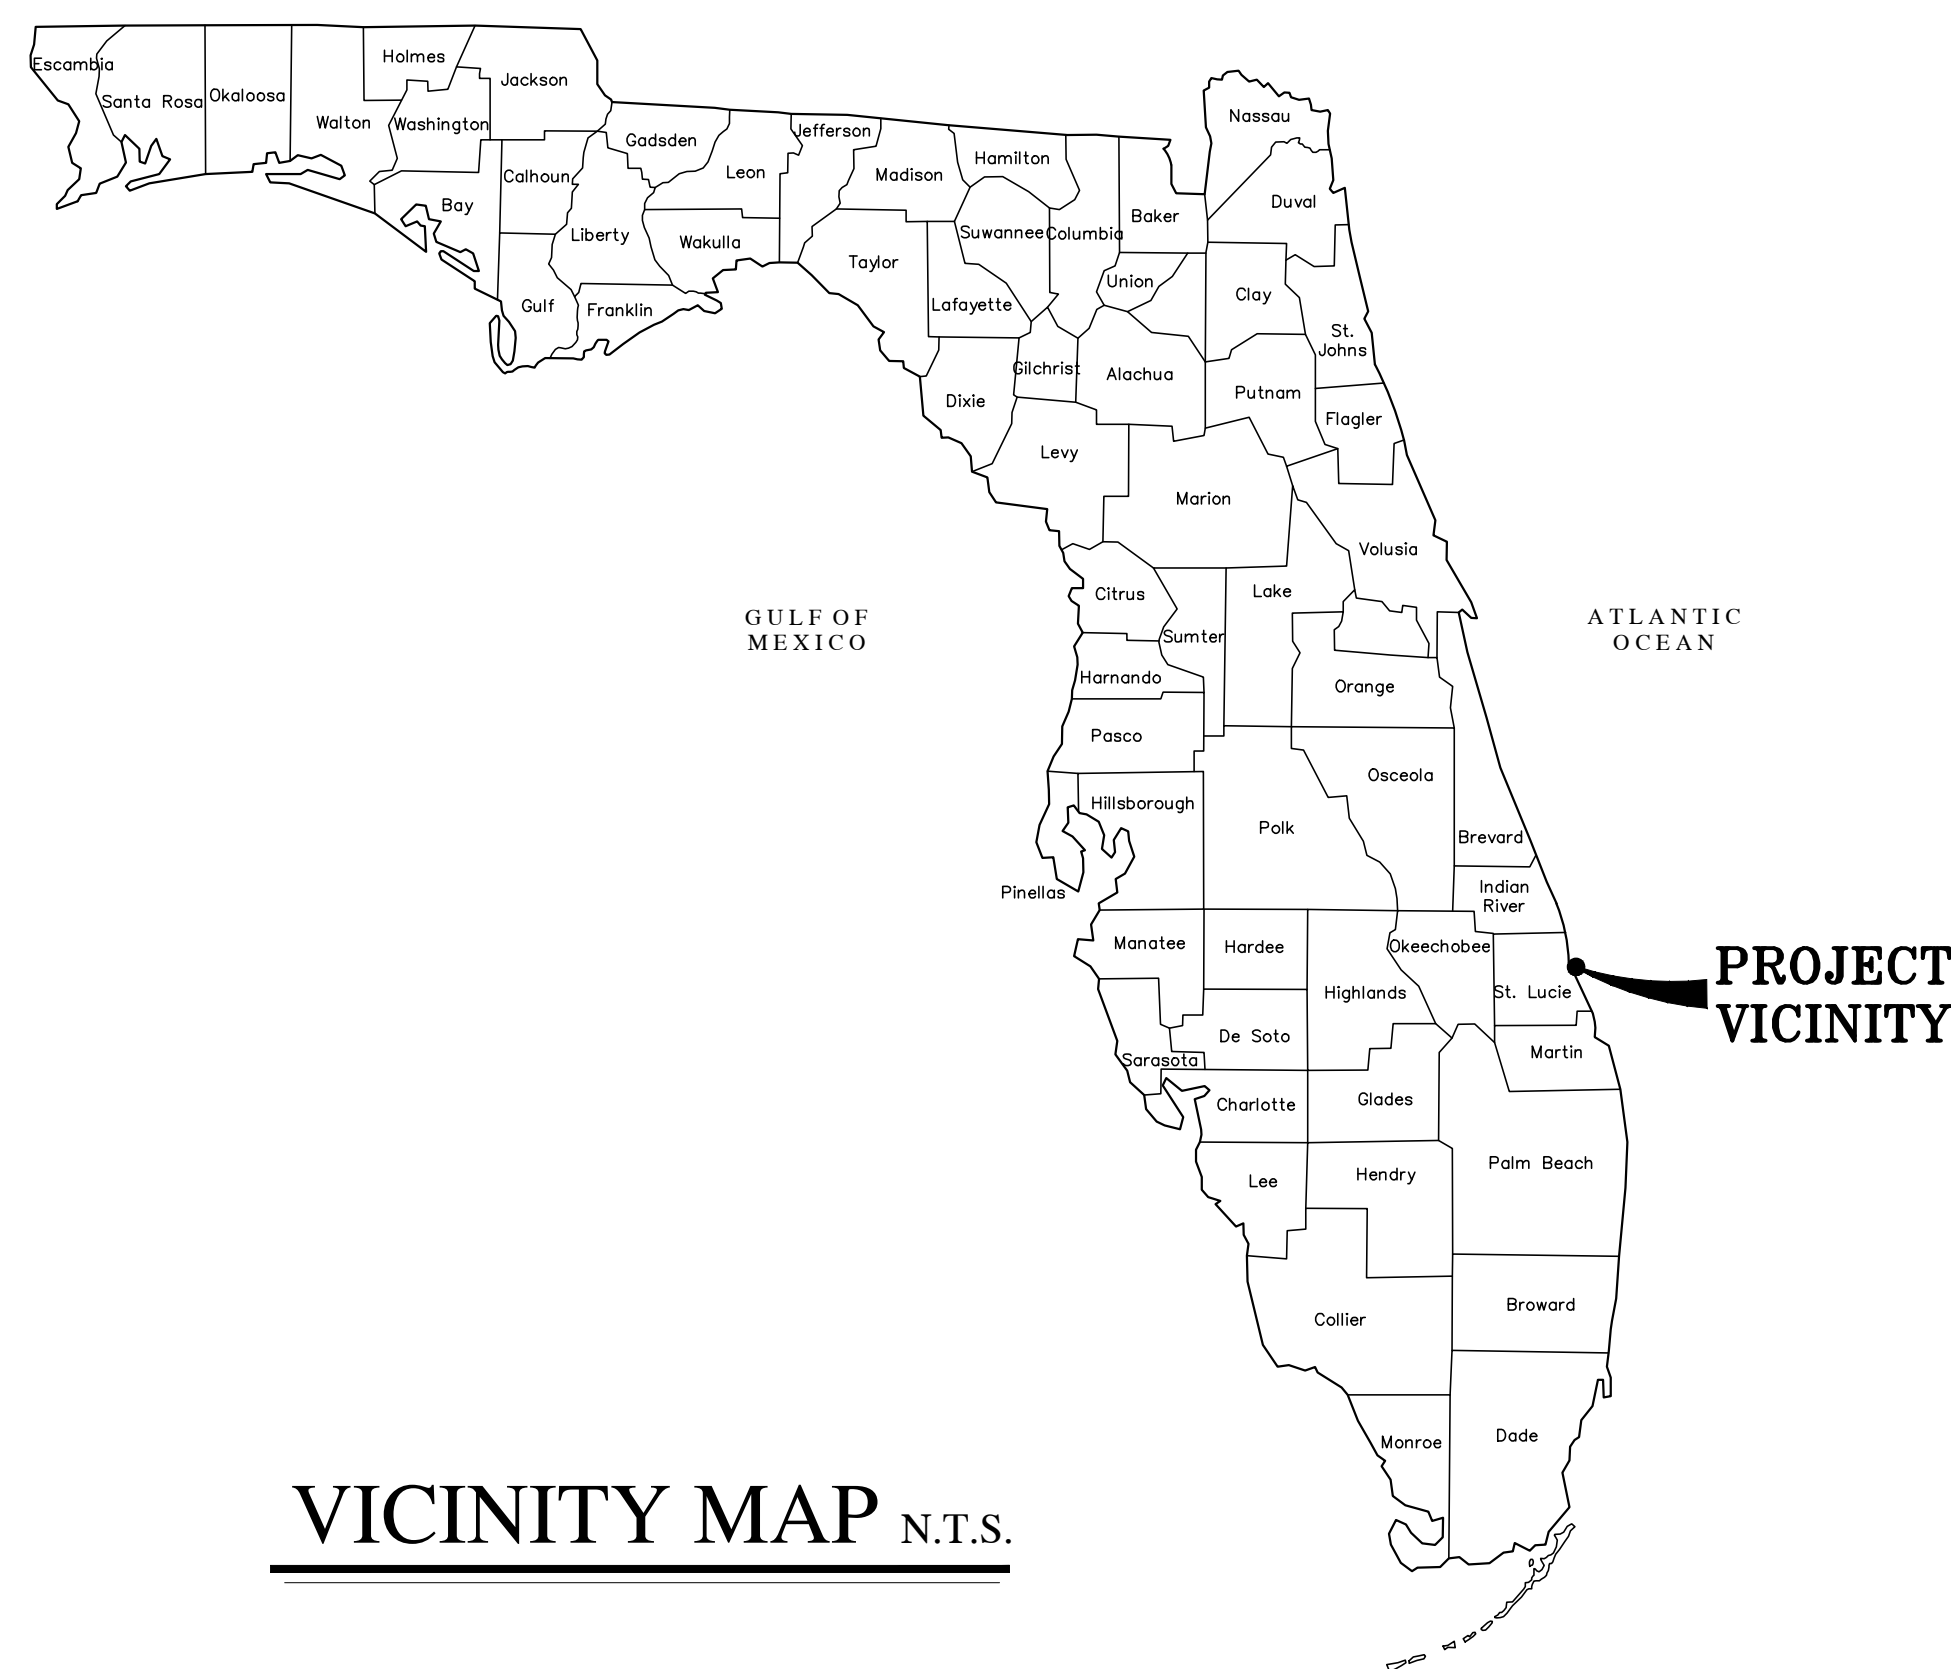 Escambia
Santa Rosa
Okaloosa
Walton
Holmes
Washington
Jackson
Bay
Calhoun
Gulf
Liberty
Gadsden
Franklin
Leon
Wakulla
Jefferson
Madison
Taylor
Hamilton
Suwannee
Lafayette
Columbia
Baker
Union
Nassau
Duval
Clay
St.
Johns
Gilchrist
Alachua
Dixie
Putnam
Flagler
Levy
Marion
Volusia
Citrus
Lake
Sumter
GULF OF
MEXICO
ATLANTIC
OCEAN
Harnando
Orange
Pasco
Osceola
Hillsborough
Polk
Brevard
Pinellas
Indian
River
Manatee
Hardee
Okeechobee
Highlands
St. Lucie
PROJECT
VICINITY
De Soto
Sarasota
Martin
Charlotte
Glades
Lee
Hendry
Palm Beach
Collier
Broward
Monroe
Dade
VICINITY MAP N.T.S.